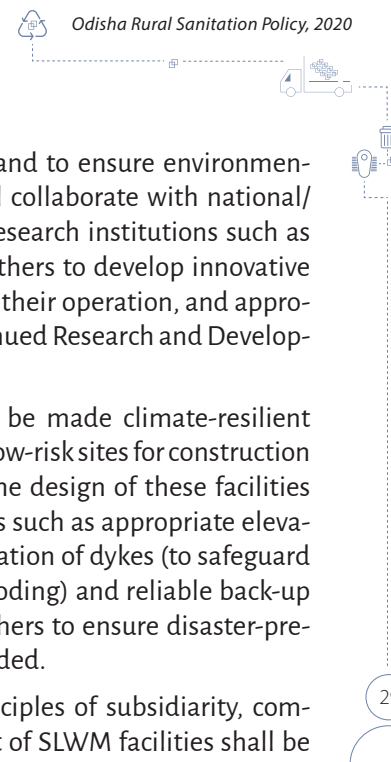 Odisha Rural Sanitation Policy, 2020
and to ensure environmen-
collaborate with national/
research institutions such as
thers to develop innovative
their operation, and appro-
nued Research and Develop-
be made climate-resilient
ow-risk sites for construction
he design of these facilities
s such as appropriate eleva-
ation of dykes (to safeguard
oding) and reliable back-up
hers to ensure disaster-pre-
ded.
ciples of subsidiarity, com-
t of SLWM facilities shall be